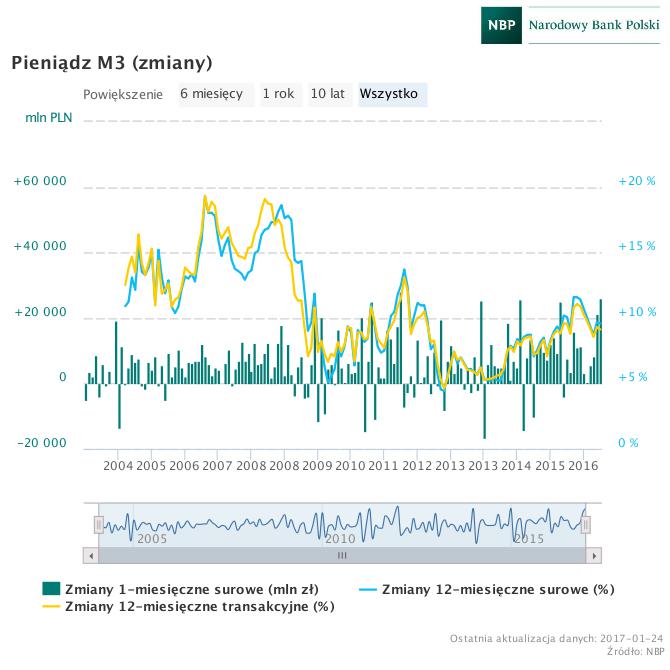 NBP Narodowy Bank Polski
Pieniądz M3 (zmiany)
Powiększenie 6 miesięcy 1 rok 10 lat Wszystko
mln PLN
+60 000 +20 %
+40 000 +15 %
+20 000 +10 %
0 +5 %
-20 000 0 %
2004 2005 2006 2007 2008 2008 2009 2010 2011 2012 2013 2013 2014 2015 2016
2005 2010 2015
Zmiany 1-miesięczne surowe (mln zł) Zmiany 12-miesięczne surowe (%)
Zmiany 12-miesięczne transakcyjne (%)
Ostatnia aktualizacja danych: 2017-01-24
Źródło: NBP